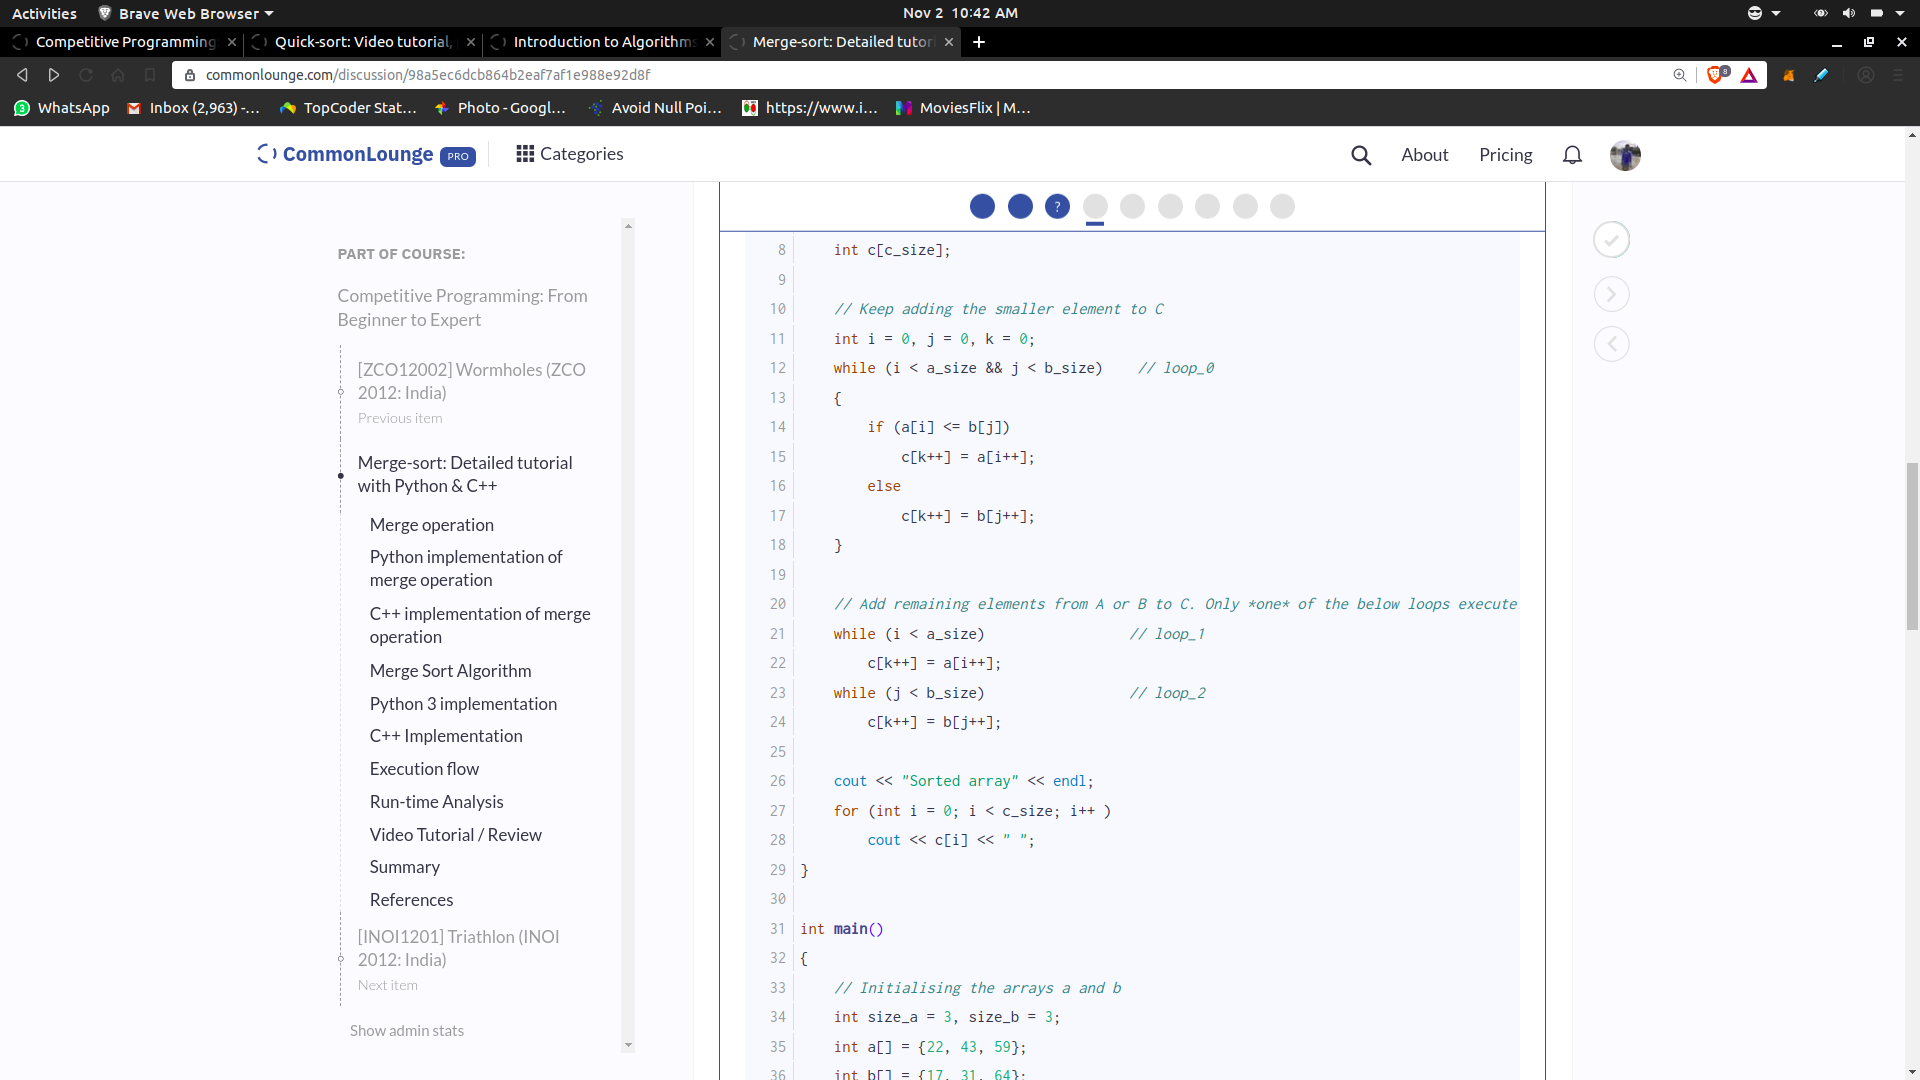 Activities Brave Web Browser Nov 2 10:42 AM
Competitive Programming: Quick-sort: Video tutorial, Introduction to Algorithms Merge-sort: Detailed tutori
commonlounge.com/discussion/98a5ec6dcb864b2eaf7af1e988e92d8f 8
3 WhatsApp Inbox (2,963) -... TopCoder Stat... Photo - Googl... Avoid Null Poi... https://www.i... MoviesFlix | M...
CommonLounge PRO Categories About Pricing
?
PART OF COURSE:
Competitive Programming: From
Beginner to Expert
[ZCO12002] Wormholes (ZCO
2012: India)
Previous item
Merge-sort: Detailed tutorial
with Python & C++
Merge operation
Python implementation of
merge operation
C++ implementation of merge
operation
Merge Sort Algorithm
Python 3 implementation
C++ Implementation
Execution flow
Run-time Analysis
Video Tutorial / Review
Summary
References
[INOI1201] Triathlon (INOI
2012: India)
Next item
Show admin stats
8 int c[c_size];
9
10 // Keep adding the smaller element to C
11 int i = 0, j = 0, k = 0;
12 while (i < a_size && j < b_size) // loop_0
13 {
14 if (a[i] <= b[j])
15 c[k++] = a[i++];
16 else
17 c[k++] = b[j++];
18 }
19
20 // Add remaining elements from A or B to C. Only *one* of the below loops execute
21 while (i < a_size) // loop_1
22 c[k++] = a[i++];
23 while (j < b_size) // loop_2
24 c[k++] = b[j++];
25
26 cout << "Sorted array" << endl;
27 for (int i = 0; i < c_size; i++ )
28 cout << c[i] << " ";
29 }
30
31 int main()
32 {
33 // Initialising the arrays a and b
34 int size_a = 3, size_b = 3;
35 int a[] = {22, 43, 59};
36 int b[] = {17, 31, 64};